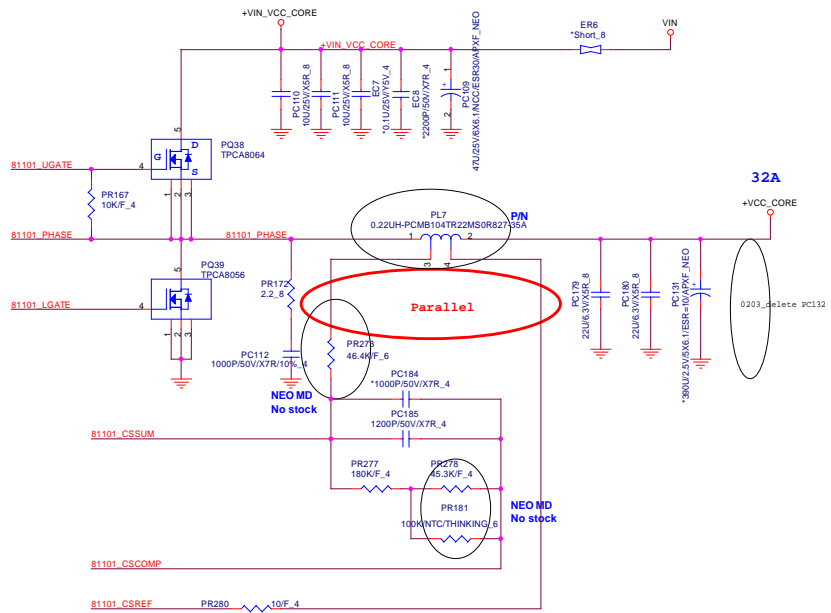 +VIN_VCC_CORE
ER6
*Short_8
VIN
+VIN_VCC_CORE
PC110
10U/25V/X5R_8
PC111
10U/25V/X5R_8
EC7
*0.1U/25V/Y5V_4
EC8
*2200P/50V/X7R_4
1
+
2
PC109
47U/25V/6X6.1/NCC/ESR30/APXF_NEO
5
PQ38
TPCA8064
D
G
S
4
81101_UGATE
1
2
3
PR167
10K/F_4
32A
+VCC_CORE
PL7
P/N
0.22UH-PCMB104TR22MS0R827-35A
81101_PHASE
81101_PHASE
1
2
3
4
5
PQ39
TPCA8056
4
81101_LGATE
1
2
3
PR172
2.2_8
Parallel
PC179
22U/6.3V/X5R_8
PC180
22U/6.3V/X5R_8
+
PC131
*390U/2.5V/5X6.1/ESR=10/APXF_NEO
0203_delete PC132
PR273
46.4K/F_6
PC112
1000P/50V/X7R/10%_4
NEO MD
No stock
PC184
*1000P/50V/X7R_4
PC185
1200P/50V/X7R_4
81101_CSSUM
PR277
180K/F_4
PR278
45.3K/F_4
PR181
100K/NTC/THINKING_6
NEO MD
No stock
81101_CSCOMP
81101_CSREF
PR280
10/F_4